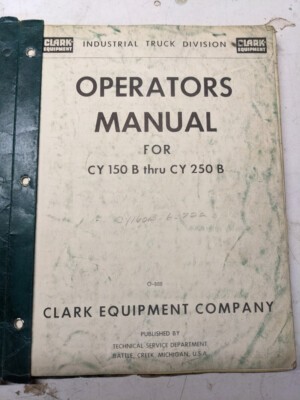 CLARK EQUIPMENT INDUSTRIAL TRUCK DIVISION CLARK EQUIPMENT
OPERATORS
MANUAL
FOR
CY 150 B thru CY 250 B
CLARK EQUIPMENT COMPANY
PUBLISHED BY
TECHNICAL SERVICE DEPARTMENT
BATTLE, CREEK, MICHIGAN, U.S.A.